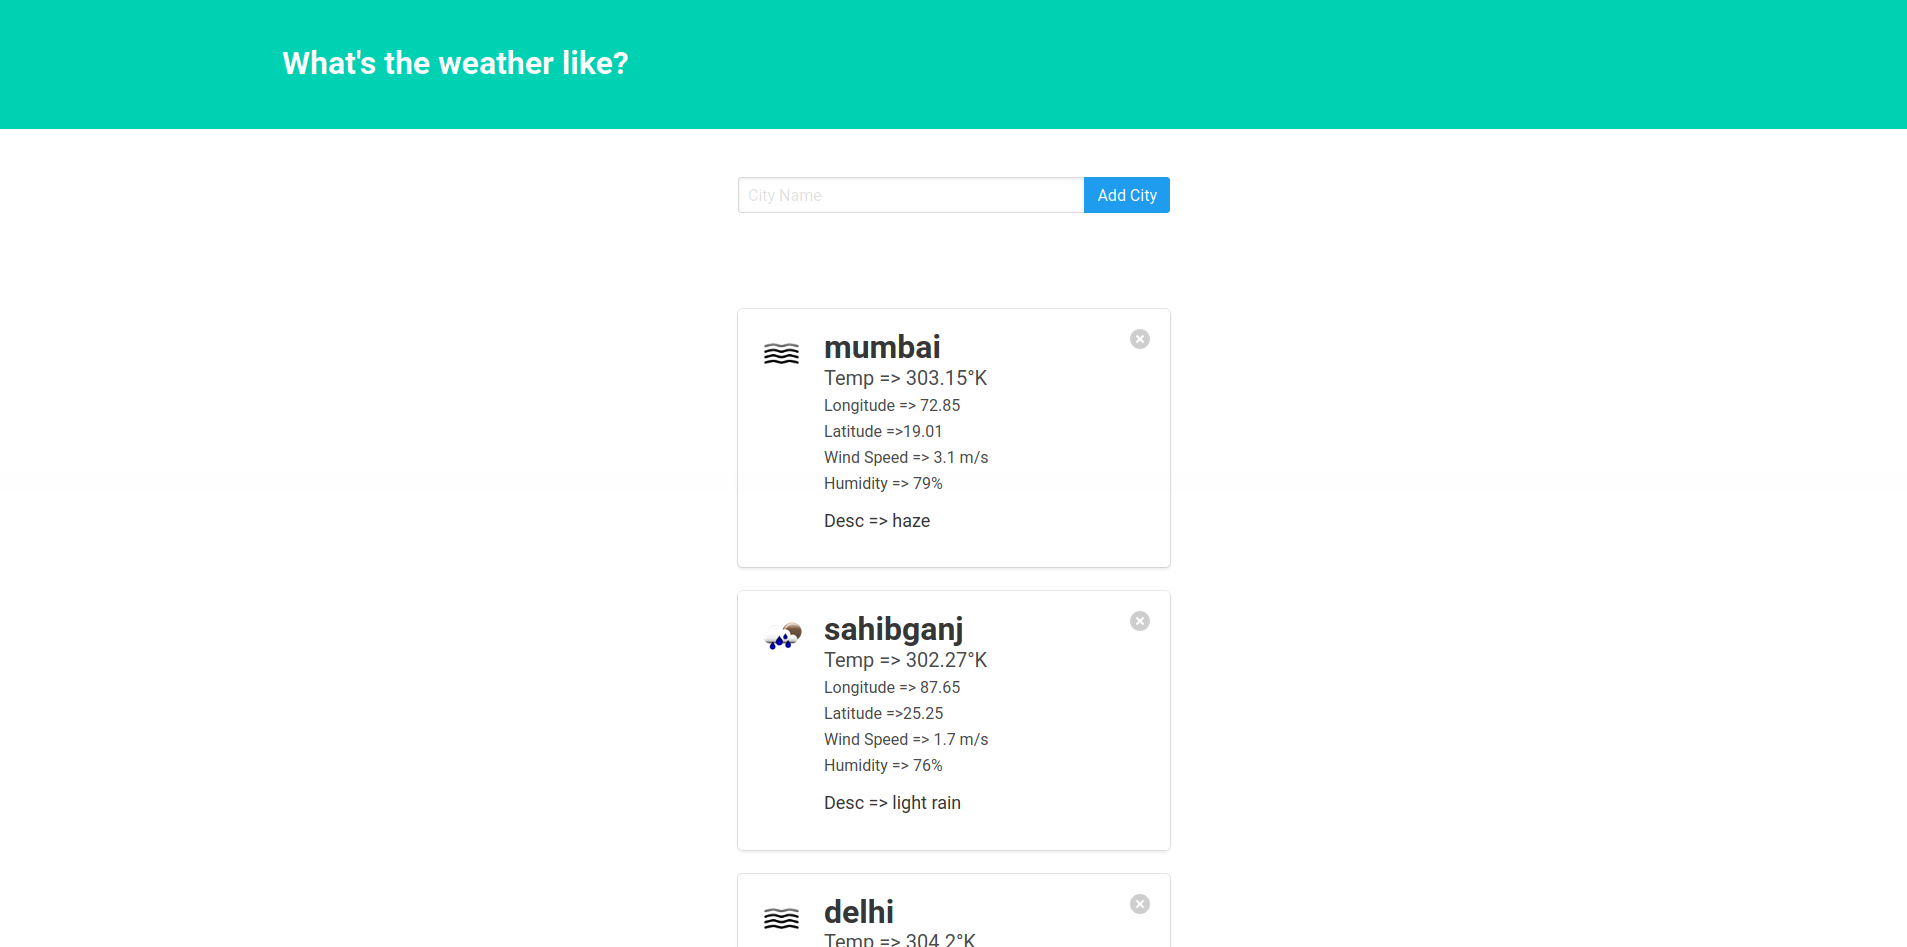 What's the weather like?
City Name
Add City
mumbai
Temp => 303.15°K
Longitude => 72.85
Latitude =>19.01
Wind Speed => 3.1 m/s
Humidity => 79%
Desc => haze
sahibganj
Temp => 302.27°K
Longitude => 87.65
Latitude =>25.25
Wind Speed => 1.7 m/s
Humidity => 76%
Desc => light rain
delhi
Temp => 304.2°K